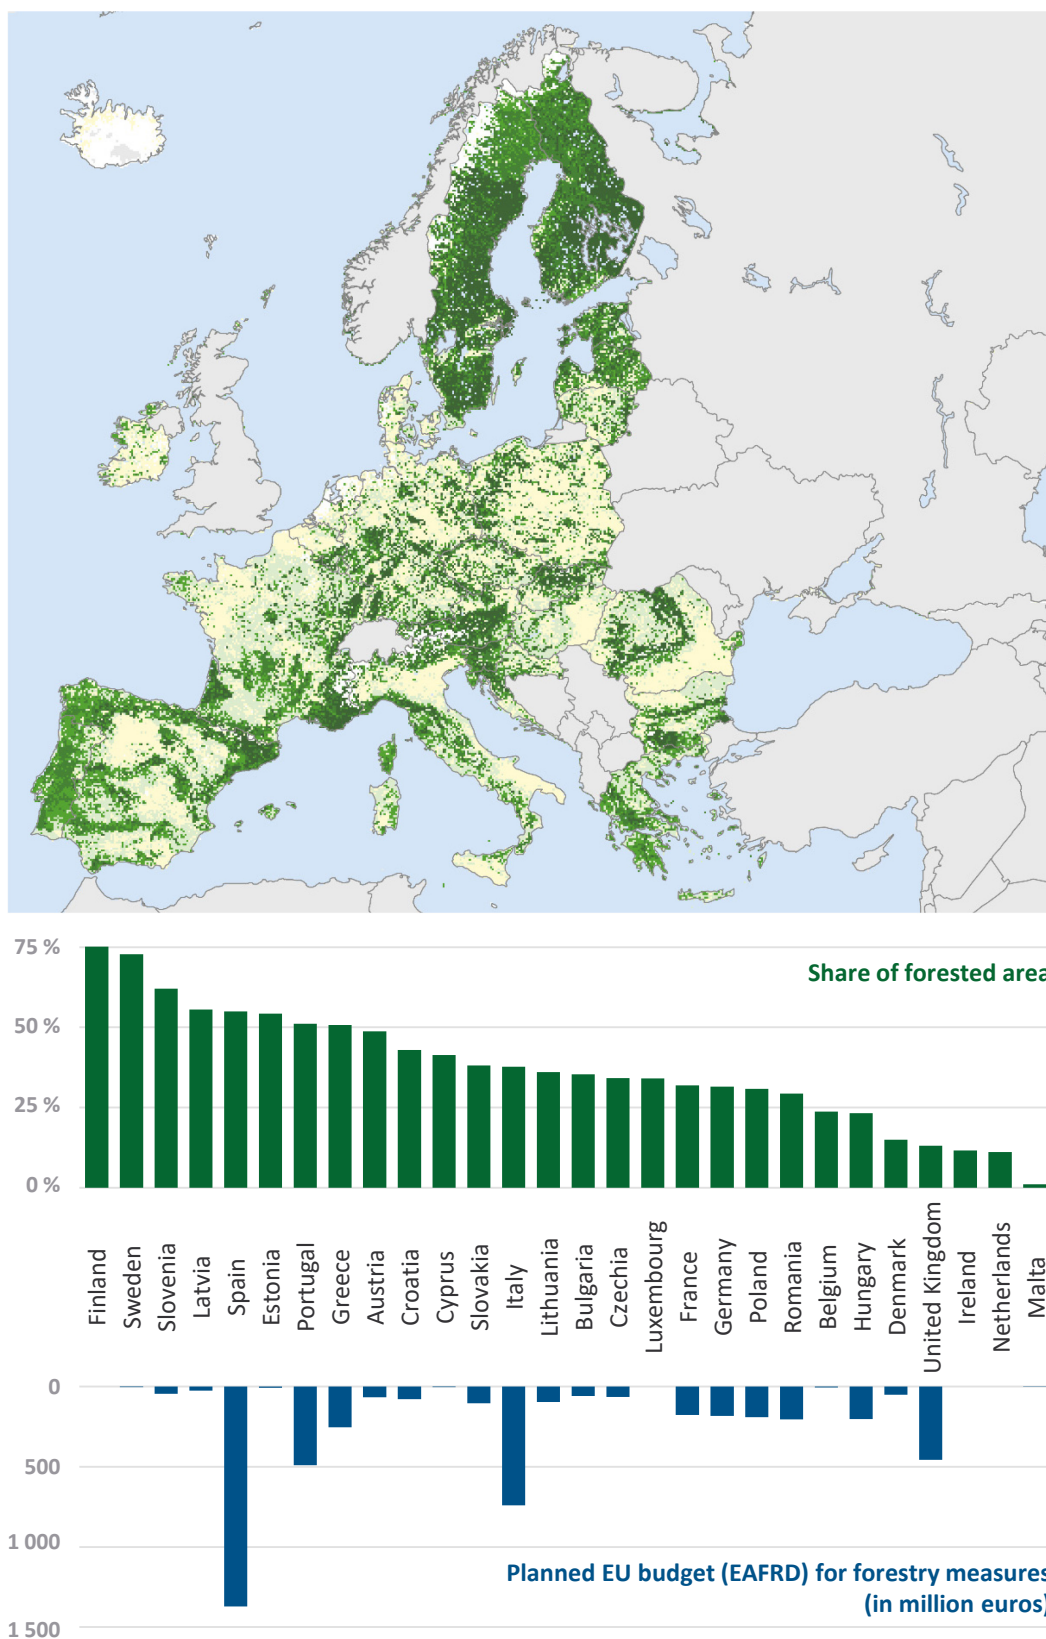 75 %
Share of forested area
50 %
25 %
0 %
Finland
Sweden
Slovenia
Latvia
Spain
Estonia
Portugal
Greece
Austria
Croatia
Cyprus
Slovakia
Italy
Lithuania
Bulgaria
Czechia
Luxembourg
France
Germany
Poland
Romania
Belgium
Hungary
Denmark
United Kingdom
Ireland
Netherlands
Malta
0
500
1 000
Planned EU budget (EAFRD) for forestry measures
(in million euros)
1 500